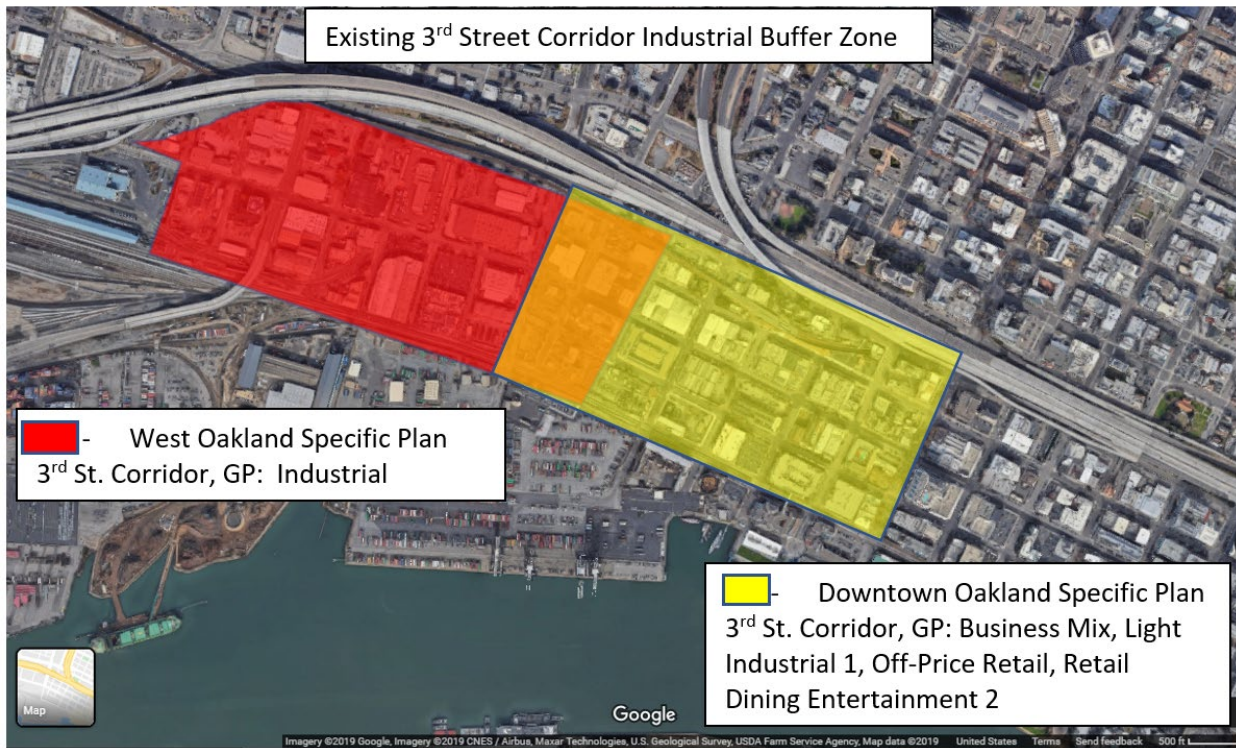 Existing 3rd Street Corridor Industrial Buffer Zone
- West Oakland Specific Plan
3rd St. Corridor, GP: Industrial
- Downtown Oakland Specific Plan
3rd St. Corridor, GP: Business Mix, Light
Industrial 1, Off-Price Retail, Retail
Dining Entertainment 2
Map
Google
Imagery ©2019 Google, Imagery ©2019 CNES / Airbus, Maxar Technologies, U.S. Geological Survey, USDA Farm Service Agency, Map data ©2019 United States Terms Send feedback 500 ft